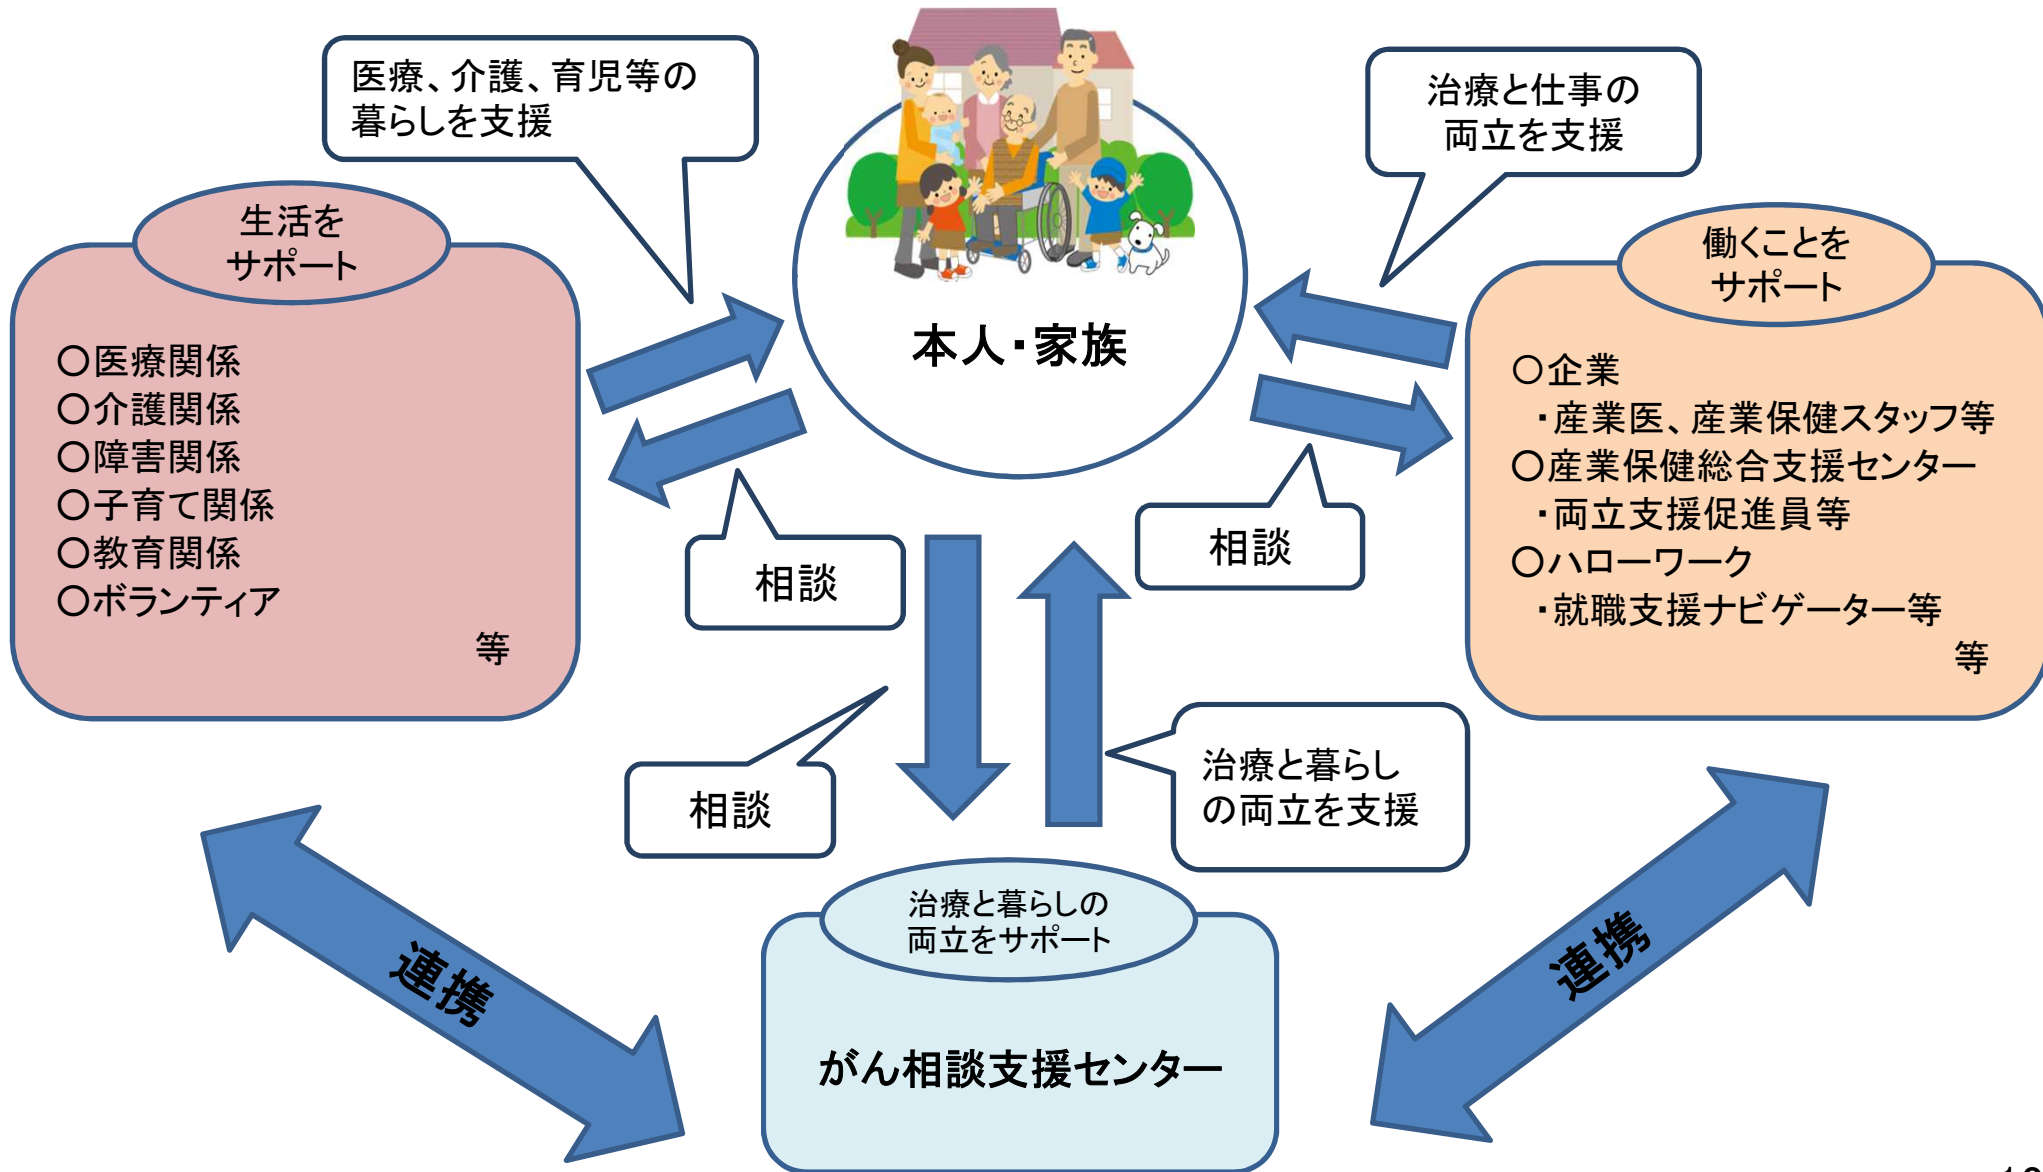 医療、介護、育児等の
暮らしを支援
治療と仕事の
両立を支援
生活を
サポート
〇医療関係
〇介護関係
〇障害関係
〇子育て関係
〇教育関係
〇ボランティア
等
本人・家族
働くことを
サポート
〇企業
・産業医、産業保健スタッフ等
〇産業保健総合支援センター
・両立支援促進員等
〇ハローワーク
・就職支援ナビゲーター等
等
相談
相談
相談
治療と暮らし
の両立を支援
連携
連携
治療と暮らしの
両立をサポート
がん相談支援センター